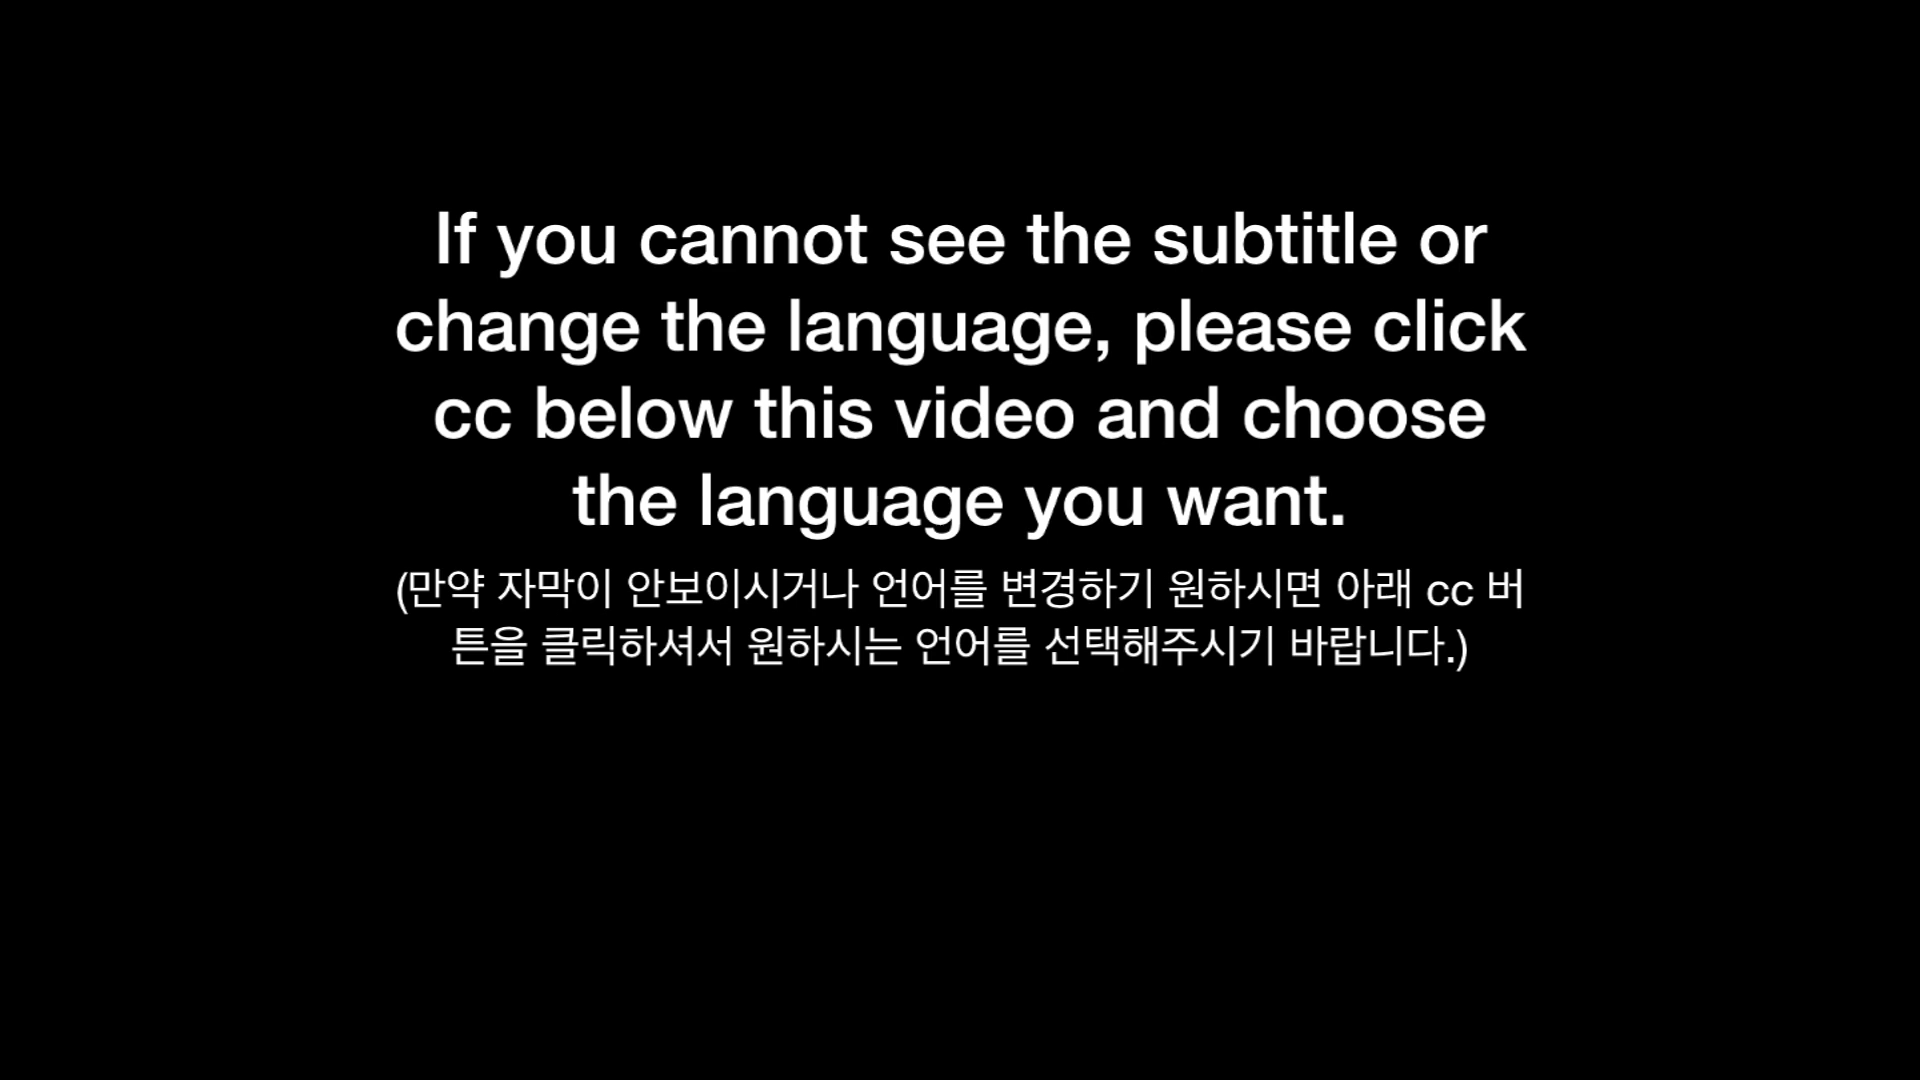 If you cannot see the subtitle or
change the language, please click
cc below this video and choose
the language you want.
(만약 자막이 안보이시거나 언어를 변경하기 원하시면 아래 cc 버
튼을 클릭하셔서 원하시는 언어를 선택해주시기 바랍니다.)